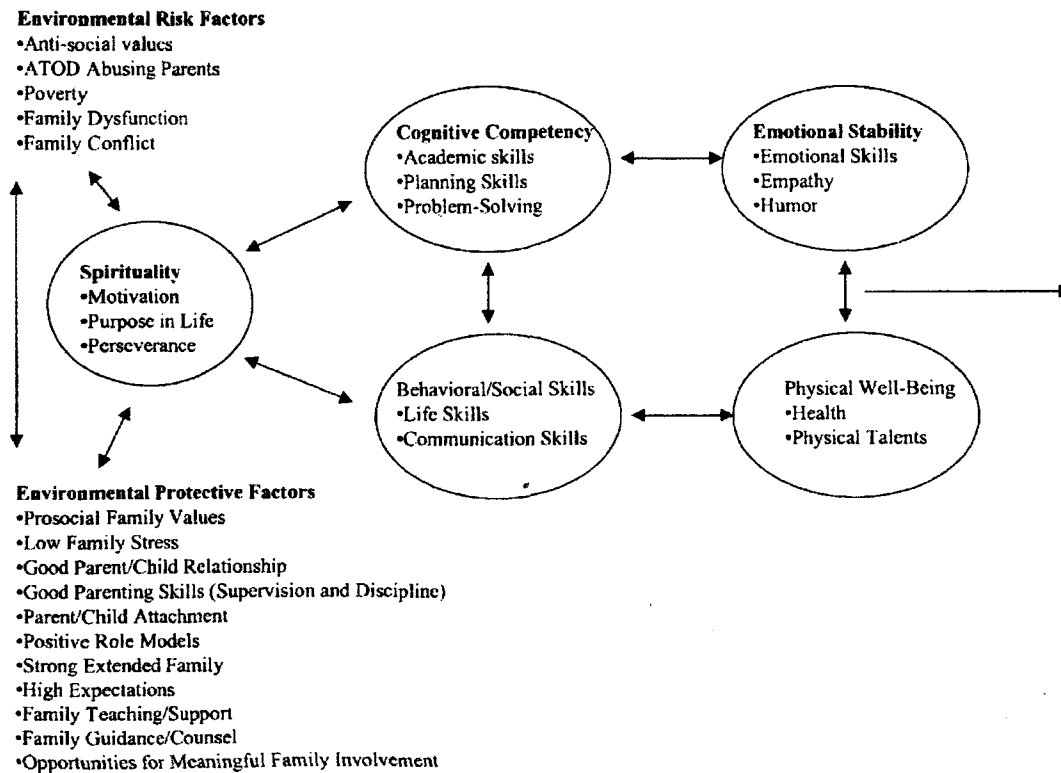 Environmental Risk Factors
•Anti-social values
•ATOD Abusing Parents
•Poverty
•Family Dysfunction
•Family Conflict
Spirituality
•Motivation
•Purpose in Life
•Perseverance
Cognitive Competency
•Academic skills
•Planning Skills
•Problem-Solving
Emotional Stability
•Emotional Skills
•Empathy
•Humor
Behavioral/Social Skills
•Life Skills
•Communication Skills
Physical Well-Being
•Health
•Physical Talents
Environmental Protective Factors
•Prosocial Family Values
•Low Family Stress
•Good Parent/Child Relationship
•Good Parenting Skills (Supervision and Discipline)
•Parent/Child Attachment
•Positive Role Models
•Strong Extended Family
•High Expectations
•Family Teaching/Support
•Family Guidance/Counsel
•Opportunities for Meaningful Family Involvement